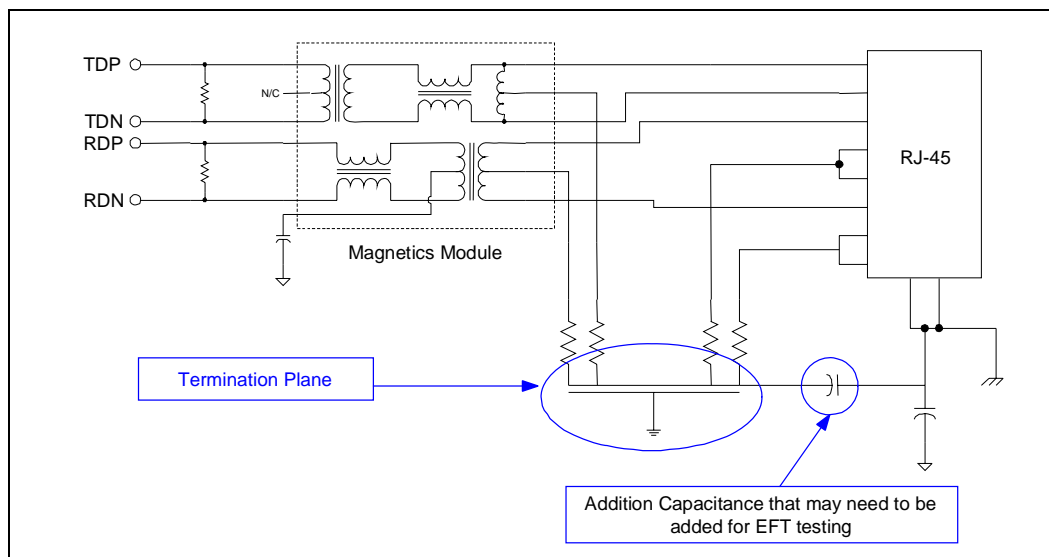 TDP
N/C
TDN
RDP
RDN
RJ-45
Magnetics Module
Termination Plane
Addition Capacitance that may need to be
added for EFT testing